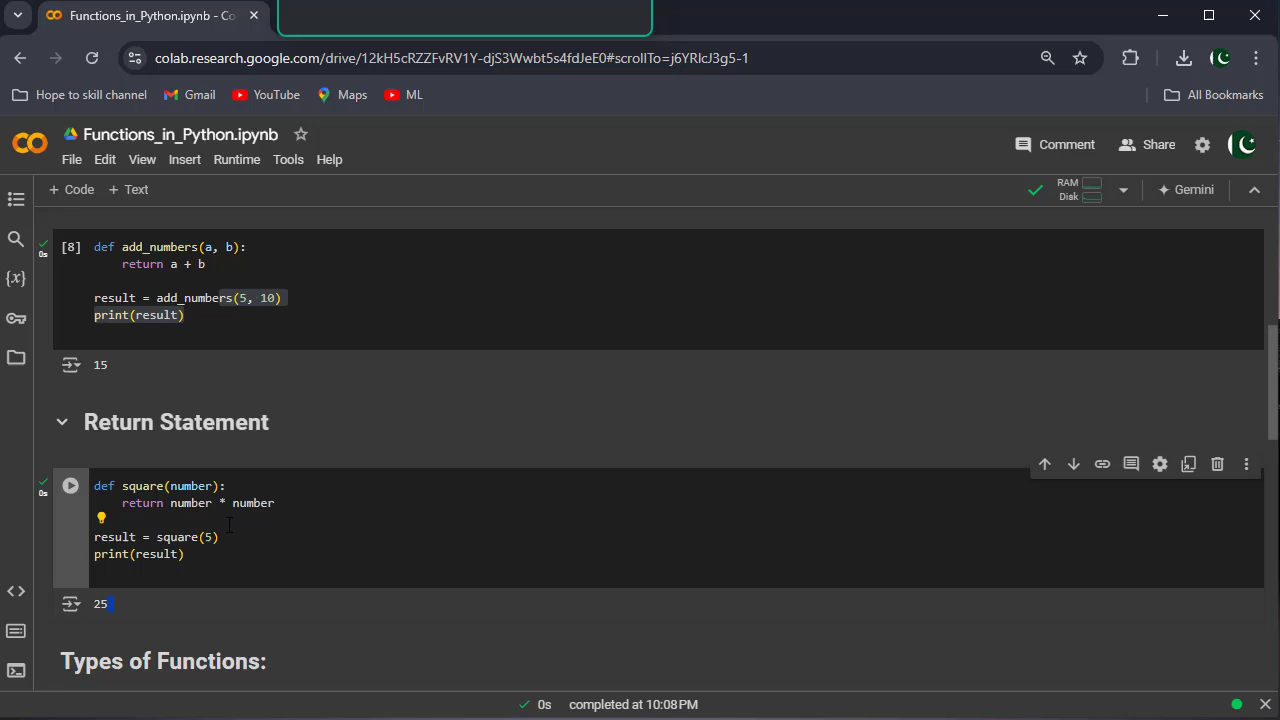 Functions_in_Python.ipynb - Co
colab.research.google.com/drive/12kH5cRZZFvRV1Y-djS3Wwbt5s4fdJeE0#scrollTo=j6YRIcJ3g5-1
Hope to skill channel
Gmail
YouTube
Maps
ML
All Bookmarks
Functions_in_Python.ipynb
File Edit View Insert Runtime Tools Help
Comment
Share
+ Code + Text
RAM
Disk
Gemini
[8] def add_numbers(a, b):
return a + b
result = add_numbers(5, 10)
print(result)
0s
15
Return Statement
def square(number):
return number * number
0s
result = square(5)
print(result)
25
Types of Functions:
0s completed at 10:08 PM